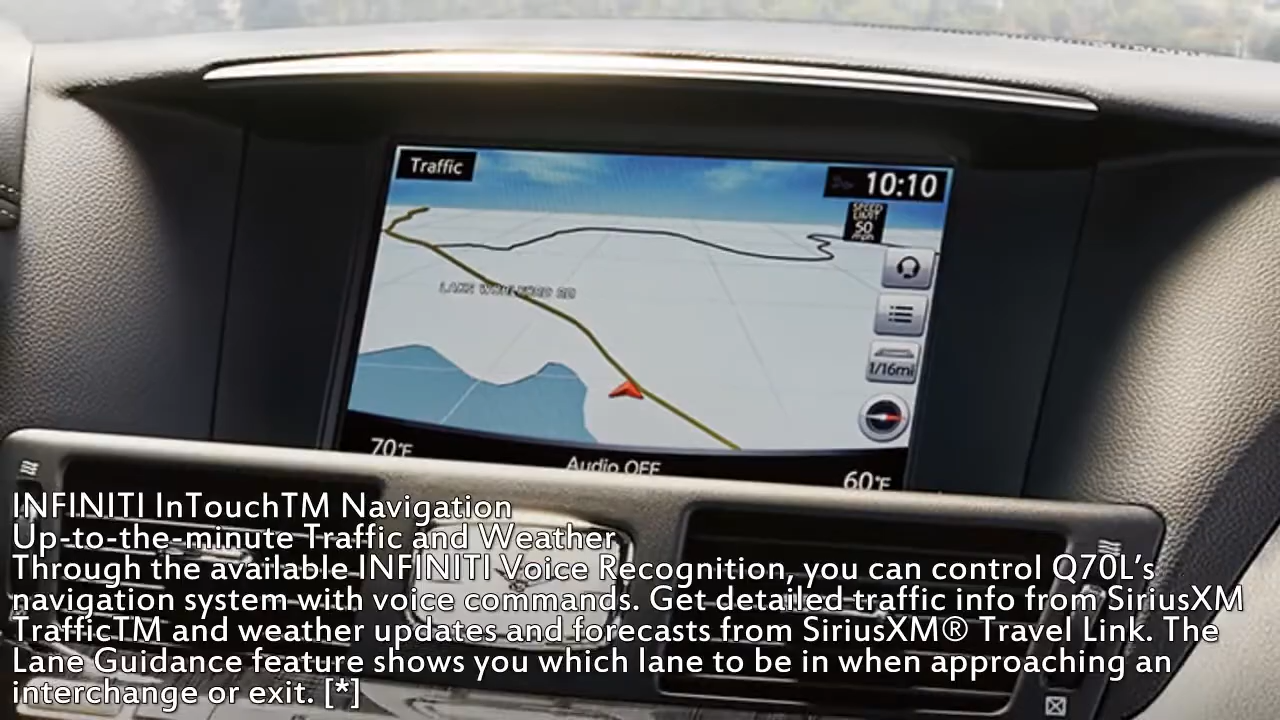 Traffic
10:10
SPEED
LIMIT
50
mph
1/16mi
70°F
Audio OFF
60°F
INFINITI InTouchTM Navigation
Up-to-the-minute Traffic and Weather
Through the available INFINITI Voice Recognition, you can control Q70L's
navigation system with voice commands. Get detailed traffic info from SiriusXM
TrafficTM and weather updates and forecasts from SiriusXM® Travel Link. The
Lane Guidance feature shows you which lane to be in when approaching an
interchange or exit. [*]